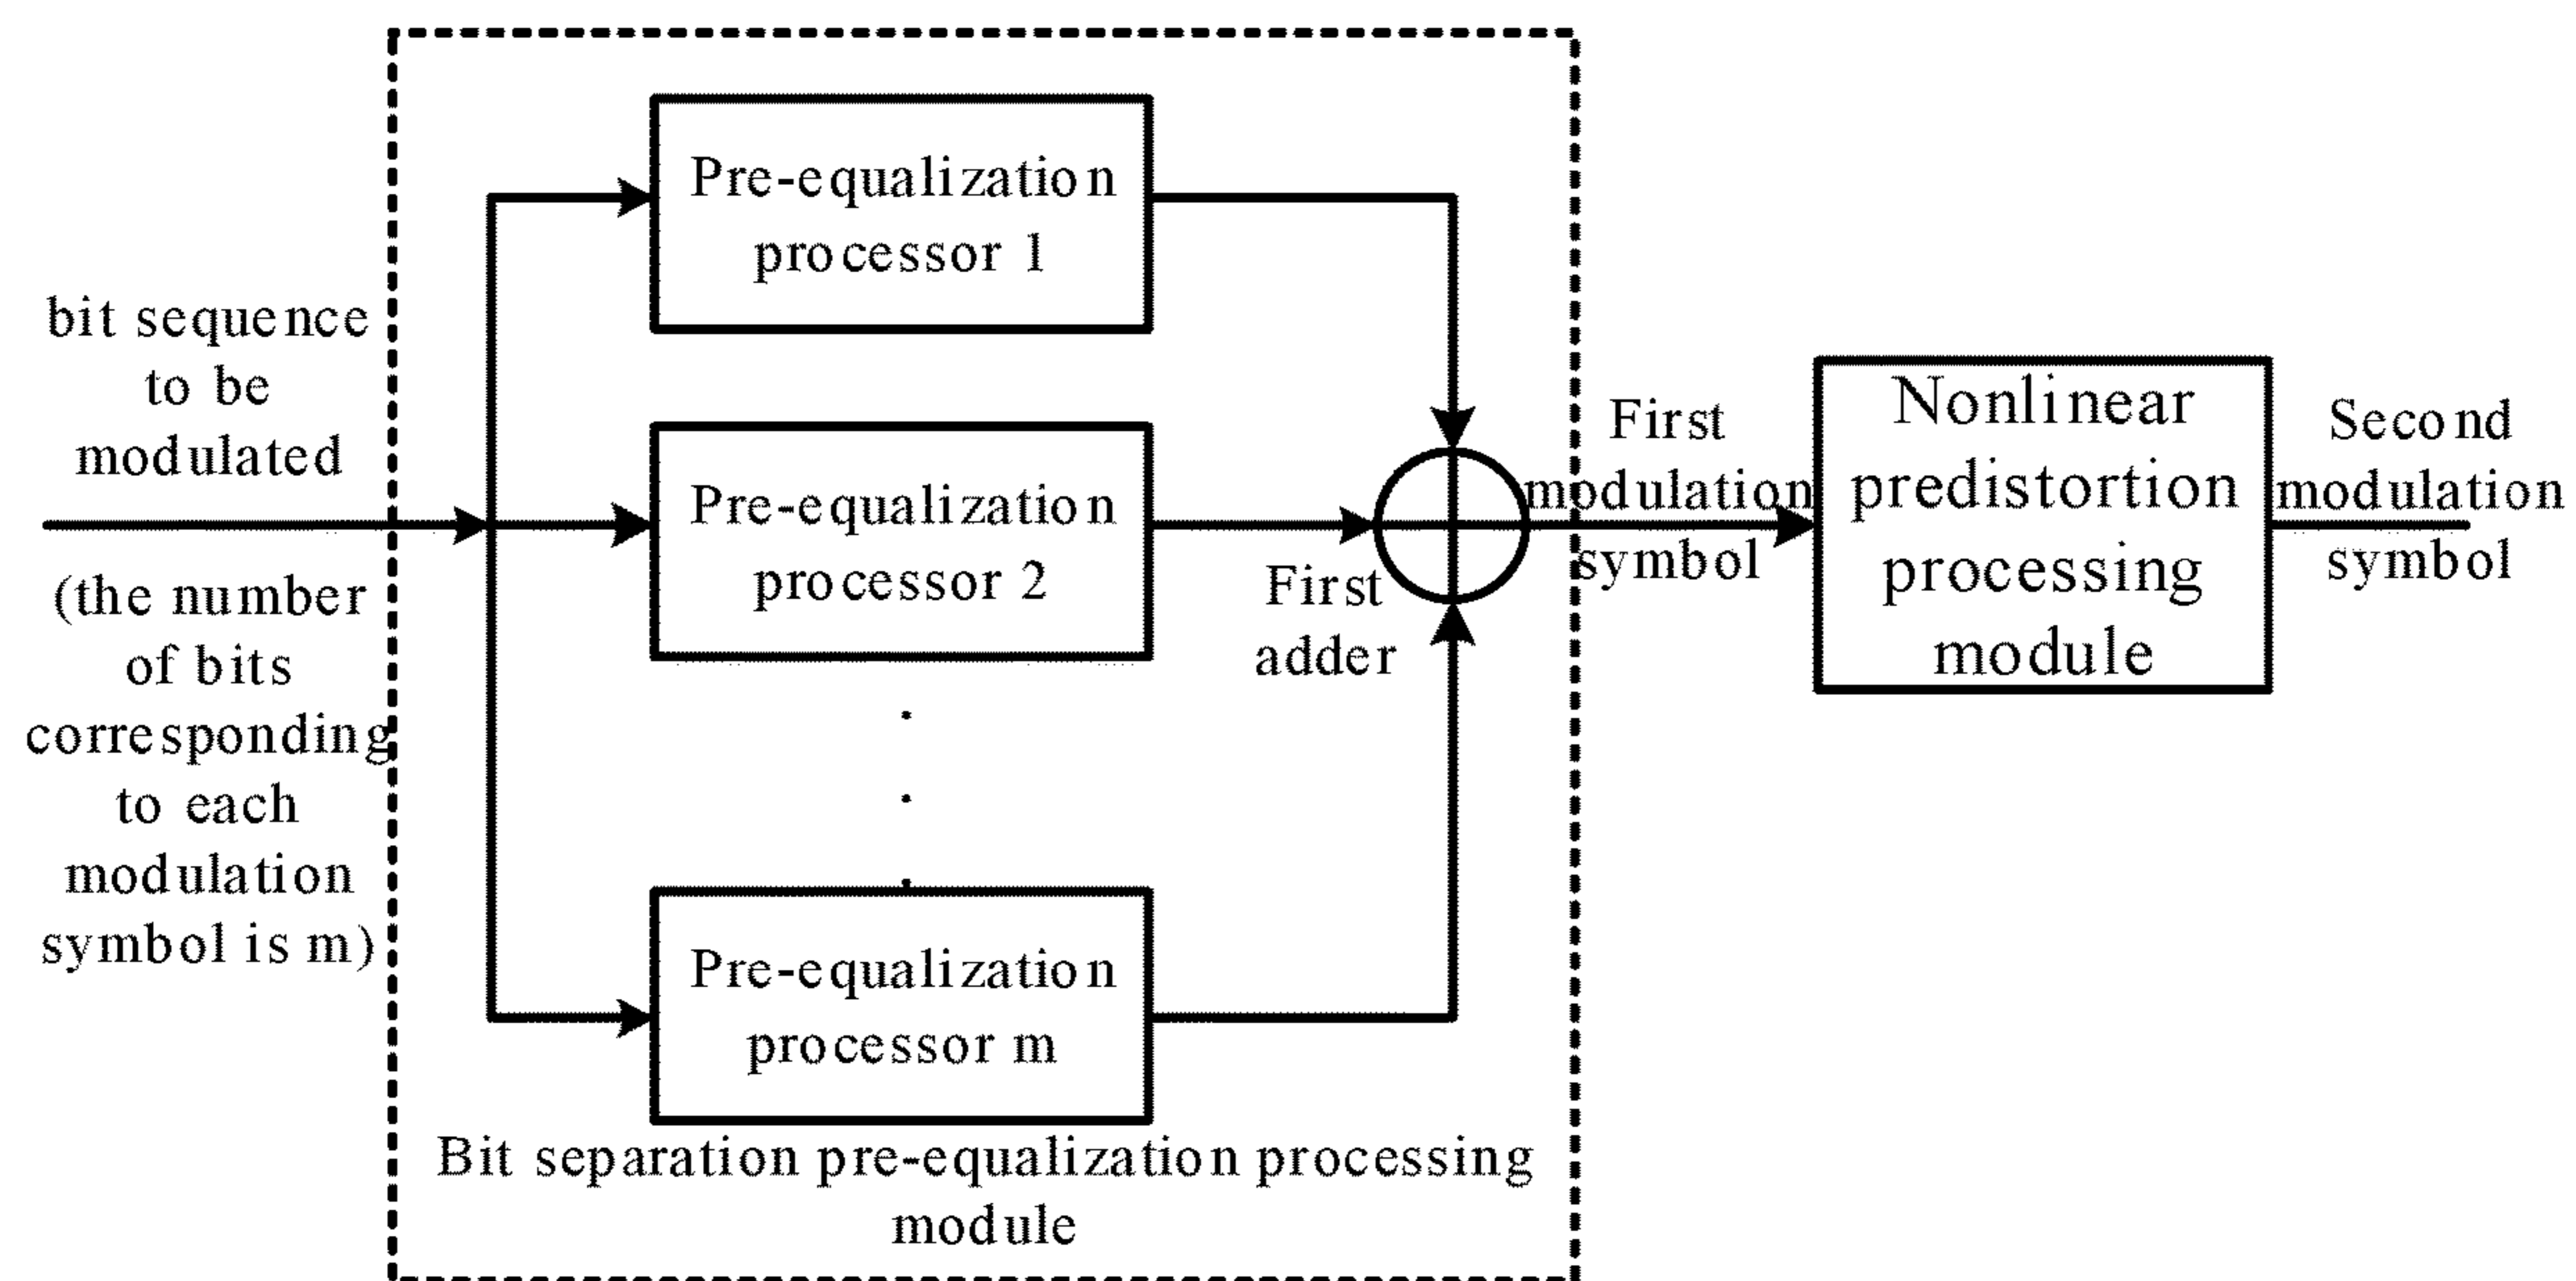 bit sequence
to be
modulated
(the number
of bits
corresponding
to each
modulation
symbol is m)
Pre-equalization
processor 1
Pre-equalization
processor 2
.
.
.
Pre-equalization
processor m
Bit separation pre-equalization processing
module
First
adder
First
modulation
symbol
Nonlinear
predistortion
processing
module
Second
modulation
symbol